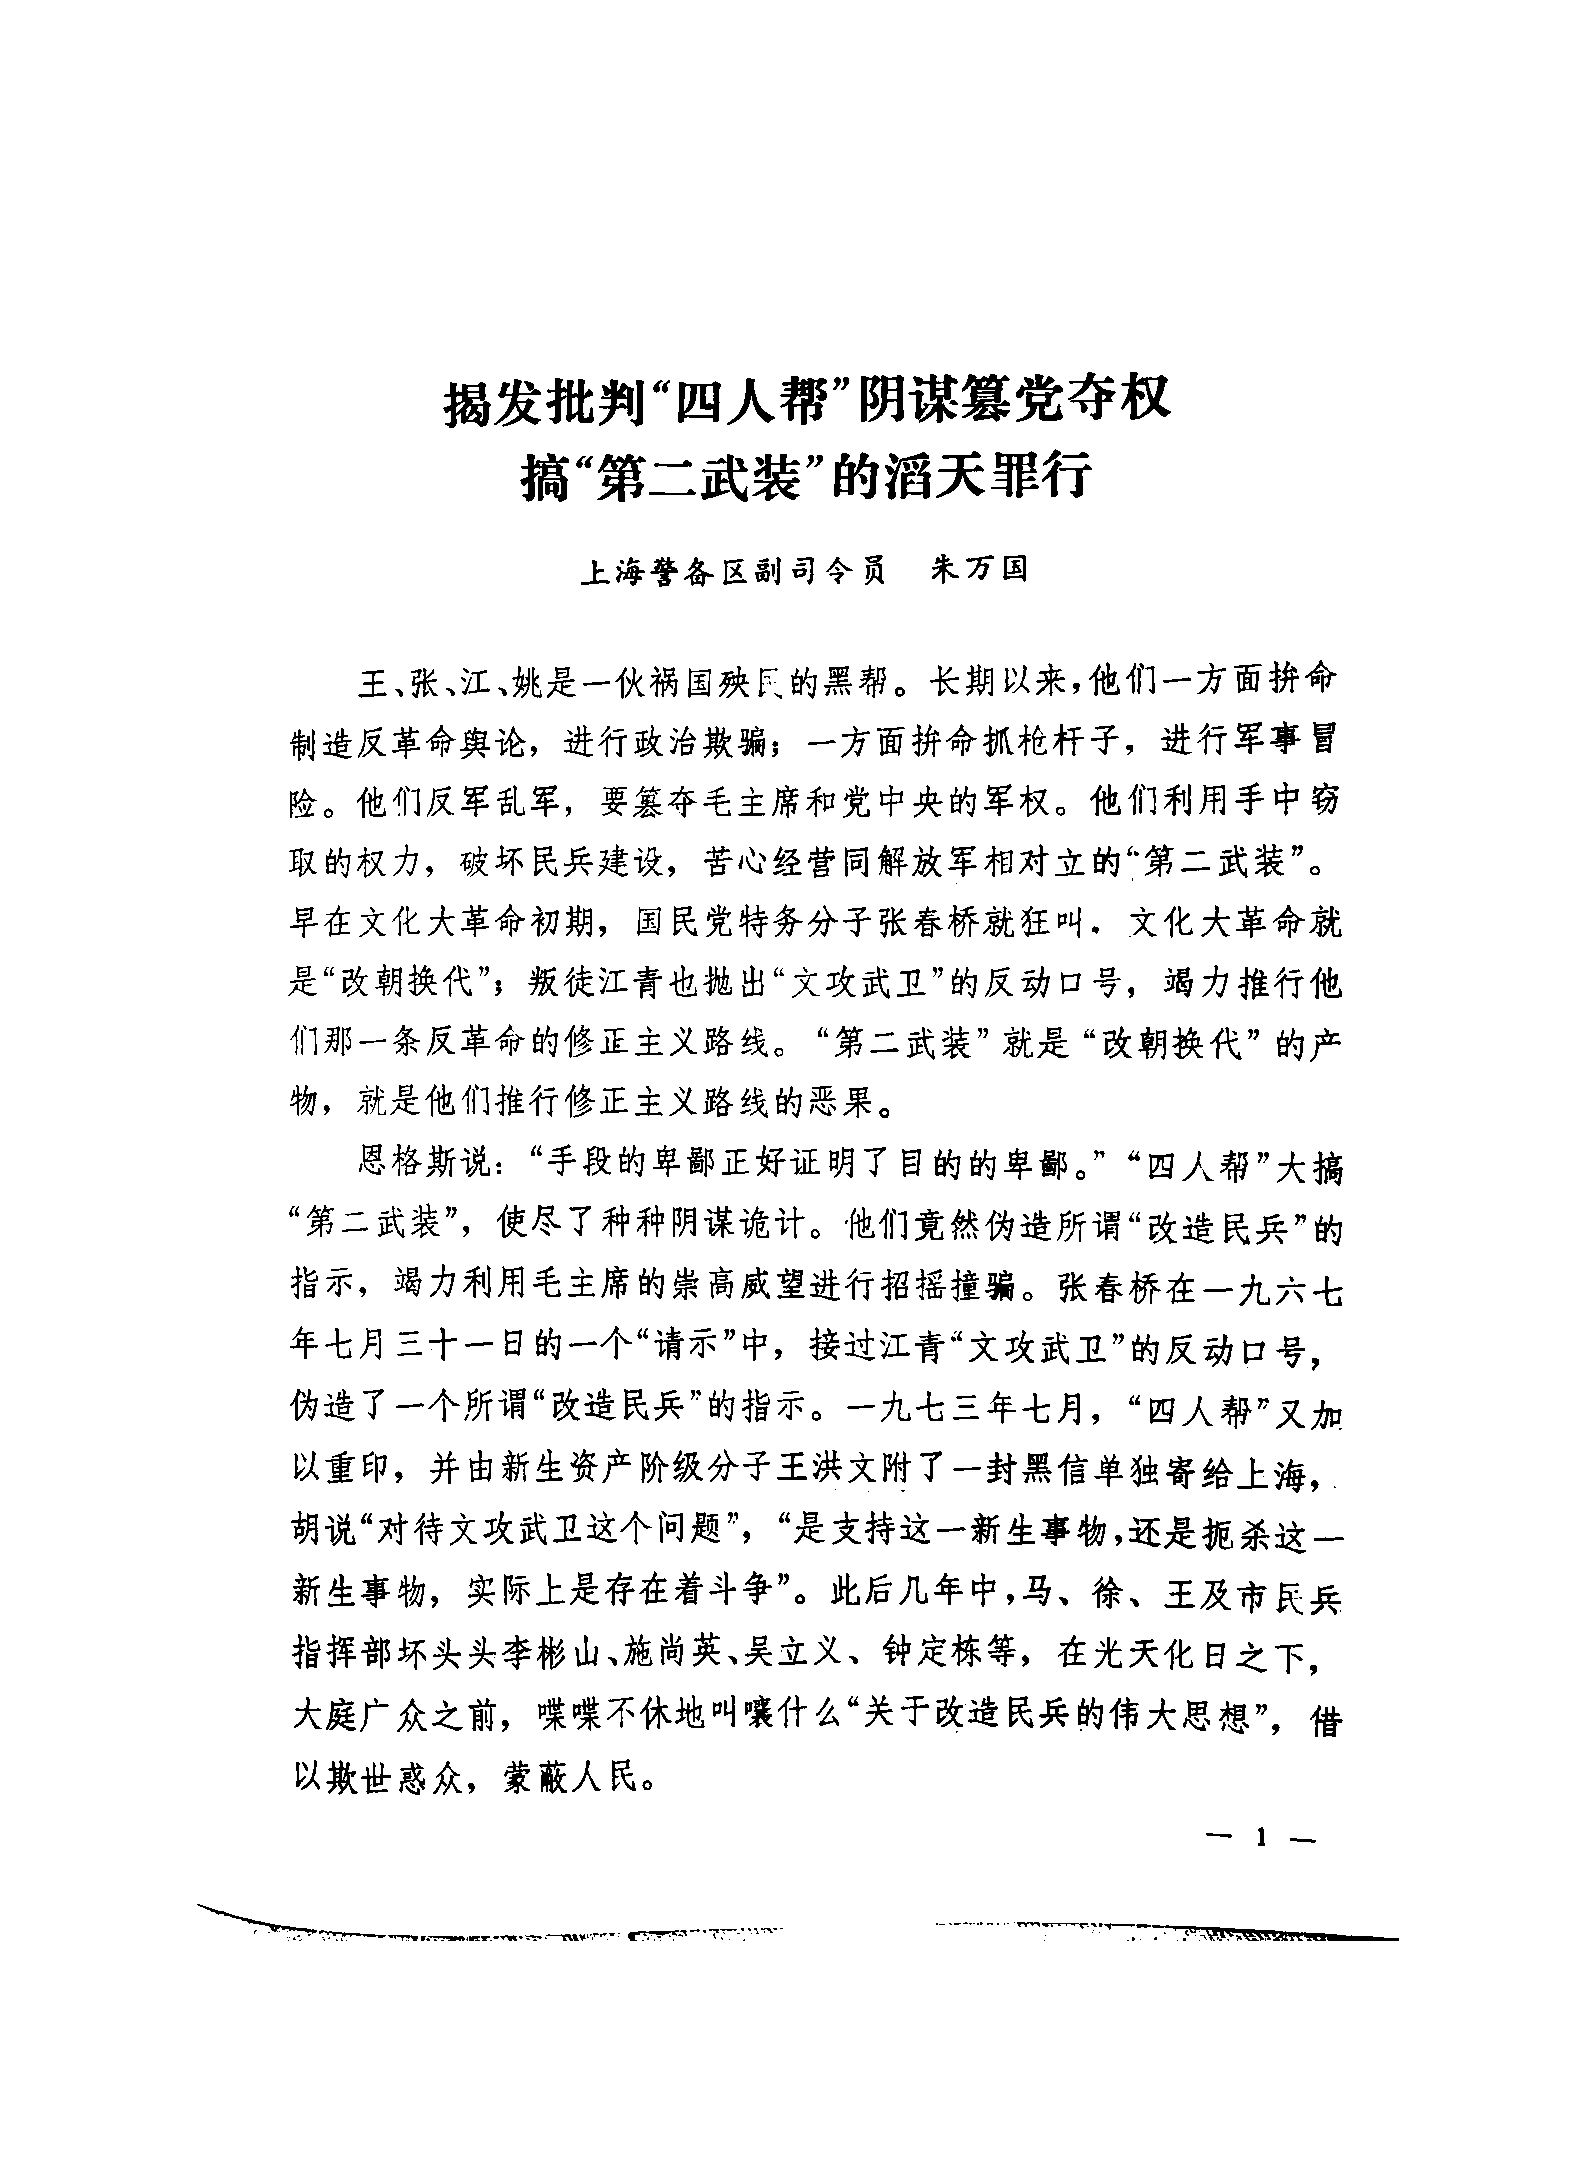 揭发批判“四人帮”阴谋篡党夺权
搞“第二武装”的滔天罪行
上海警备区副司令员　朱万国
王、张、江、姚是一伙祸国殃民的黑帮。长期以来，他们一方面拚命
制造反革命舆论，进行政治欺骗；一方面拚命抓枪杆子，进行军事冒
险。他们反军乱军，要篡夺毛主席和党中央的军权。他们利用手中窃
取的权力，破坏民兵建设，苦心经营同解放军相对立的“第二武装”。
早在文化大革命初期，国民党特务分子张春桥就狂叫．文化大革命就
是“改朝换代”；叛徒江青也抛出“文攻武卫”的反动口号，竭力推行他
们那一条反革命的修正主义路线。“第二武装”就是“改朝换代”的产
物，就是他们推行修正主义路线的恶果。
恩格斯说：“手段的卑鄙正好证明了目的的卑鄙。”“四人帮”大搞
“第二武装”，使尽了种种阴谋诡计。他们竟然伪造所谓“改造民兵”的
指示，竭力利用毛主席的崇高威望进行招摇撞骗。张春桥在一九六七
年七月三十一日的一个“请示”中，接过江青“文攻武卫”的反动口号，
伪造了一个所谓“改造民兵”的指示。一九七三年七月，“四人帮”又加
以重印，并由新生资产阶级分子王洪文附了一封黑信单独寄给上海，
胡说“对待文攻武卫这个问题”，“是支持这一新生事物，还是扼杀这一
新生事物，实际上是存在着斗争”。此后几年中，马、徐、王及市民兵
指挥部坏头头李彬山、施尚英、吴立义、钟定栋等，在光天化日之下，
大庭广众之前，喋喋不休地叫嚷什么“关于改造民兵的伟大思想”，借
以欺世惑众，蒙蔽人民。
— 1 —